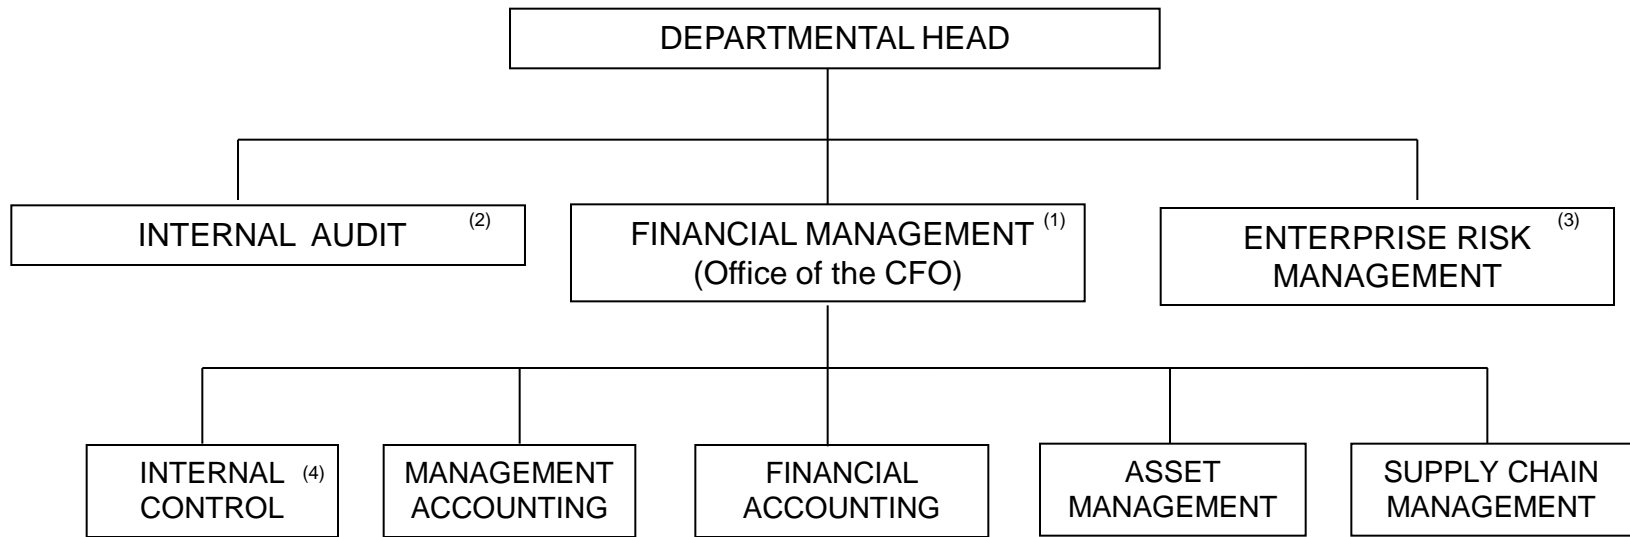 DEPARTMENTAL HEAD
INTERNAL AUDIT (2)
FINANCIAL MANAGEMENT (1)
(Office of the CFO)
ENTERPRISE RISK (3)
MANAGEMENT
INTERNAL (4)
CONTROL
MANAGEMENT
ACCOUNTING
FINANCIAL
ACCOUNTING
ASSET
MANAGEMENT
SUPPLY CHAIN
MANAGEMENT